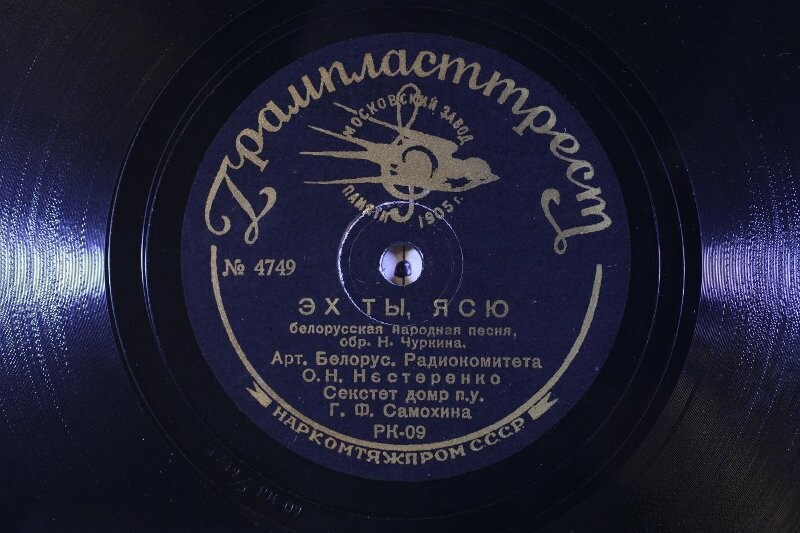 Грампласттрест
МОСКОВСКИЙ ЗАВОД
ПАМЯТИ 1905 г.
№ 4749
ЭХ ТЫ, ЯСЮ
белорусская народная песня,
обр. Н. Чуркина.
Арт. Белорус. Радиокомитета
О. Н. Нестеренко
Секстет домр п.у.
Г. Ф. Самохина
РК-09
НАРКОМТЯЖПРОМ СССР